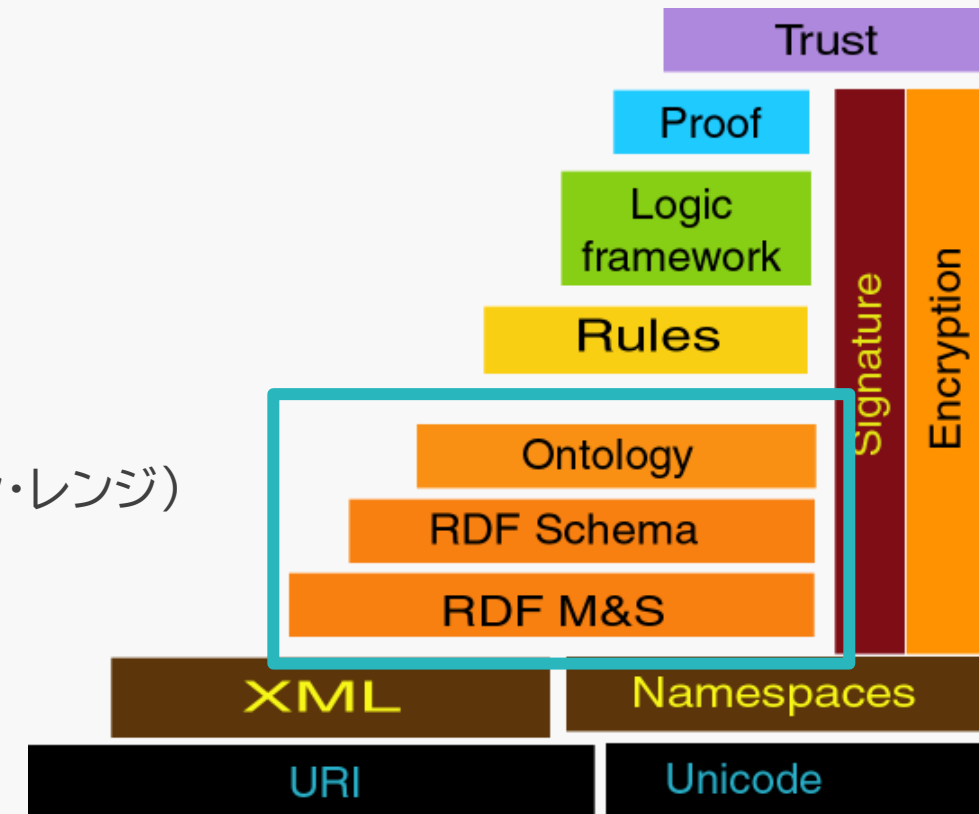 Trust
Proof
Logic
framework
Rules
Signature
Encryption
Ontology
・レンジ)
RDF Schema
RDF M&S
XML
Namespaces
URI
Unicode